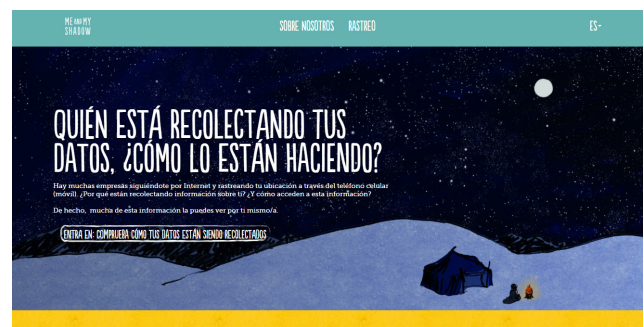 ME AND MY
SHADOW
SOBRE NOSOTROS RASTREO
ES
QUIÉN ESTÁ RECOLECTANDO TUS
DATOS, ¿CÓMO LO ESTÁN HACIENDO?
Hay muchas empresas siguiéndote por Internet y rastreando tu ubicación a través del teléfono celular
(móvil). ¿Por qué están recolectando información sobre ti? ¿Y cómo acceden a esta información?
De hecho, mucha de esta información la puedes ver por ti mismo/a.
ENTRA EN: COMPRUEBA CÓMO TUS DATOS ESTÁN SIENDO RECOLECTADOS